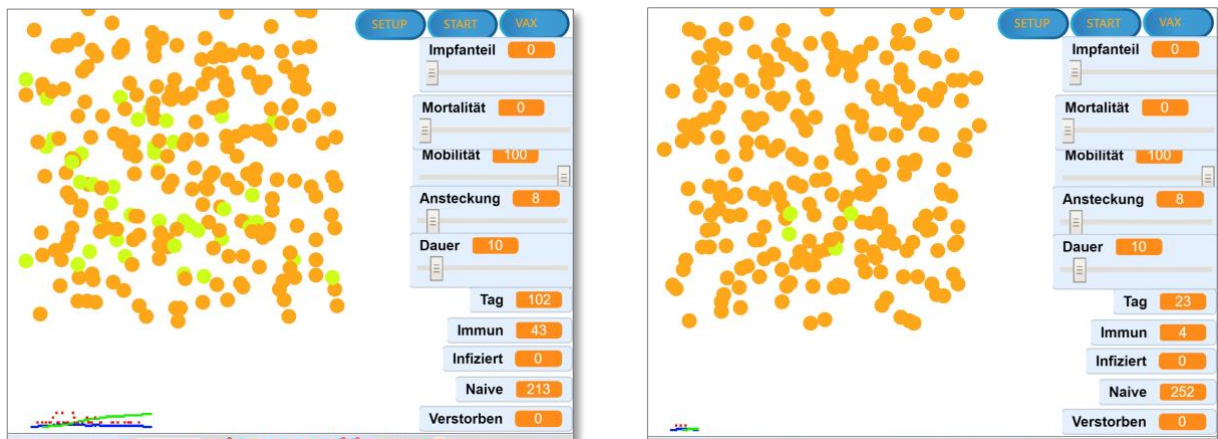 SETUP START VAX
Impfanteil 0
Mortalität 0
Mobilität 100
Ansteckung 8
Dauer 10
Tag 102
Immun 43
Infiziert 0
Naive 213
Verstorben 0
SETUP START VAX
Impfanteil 0
Mortalität 0
Mobilität 100
Ansteckung 8
Dauer 10
Tag 23
Immun 4
Infiziert 0
Naive 252
Verstorben 0